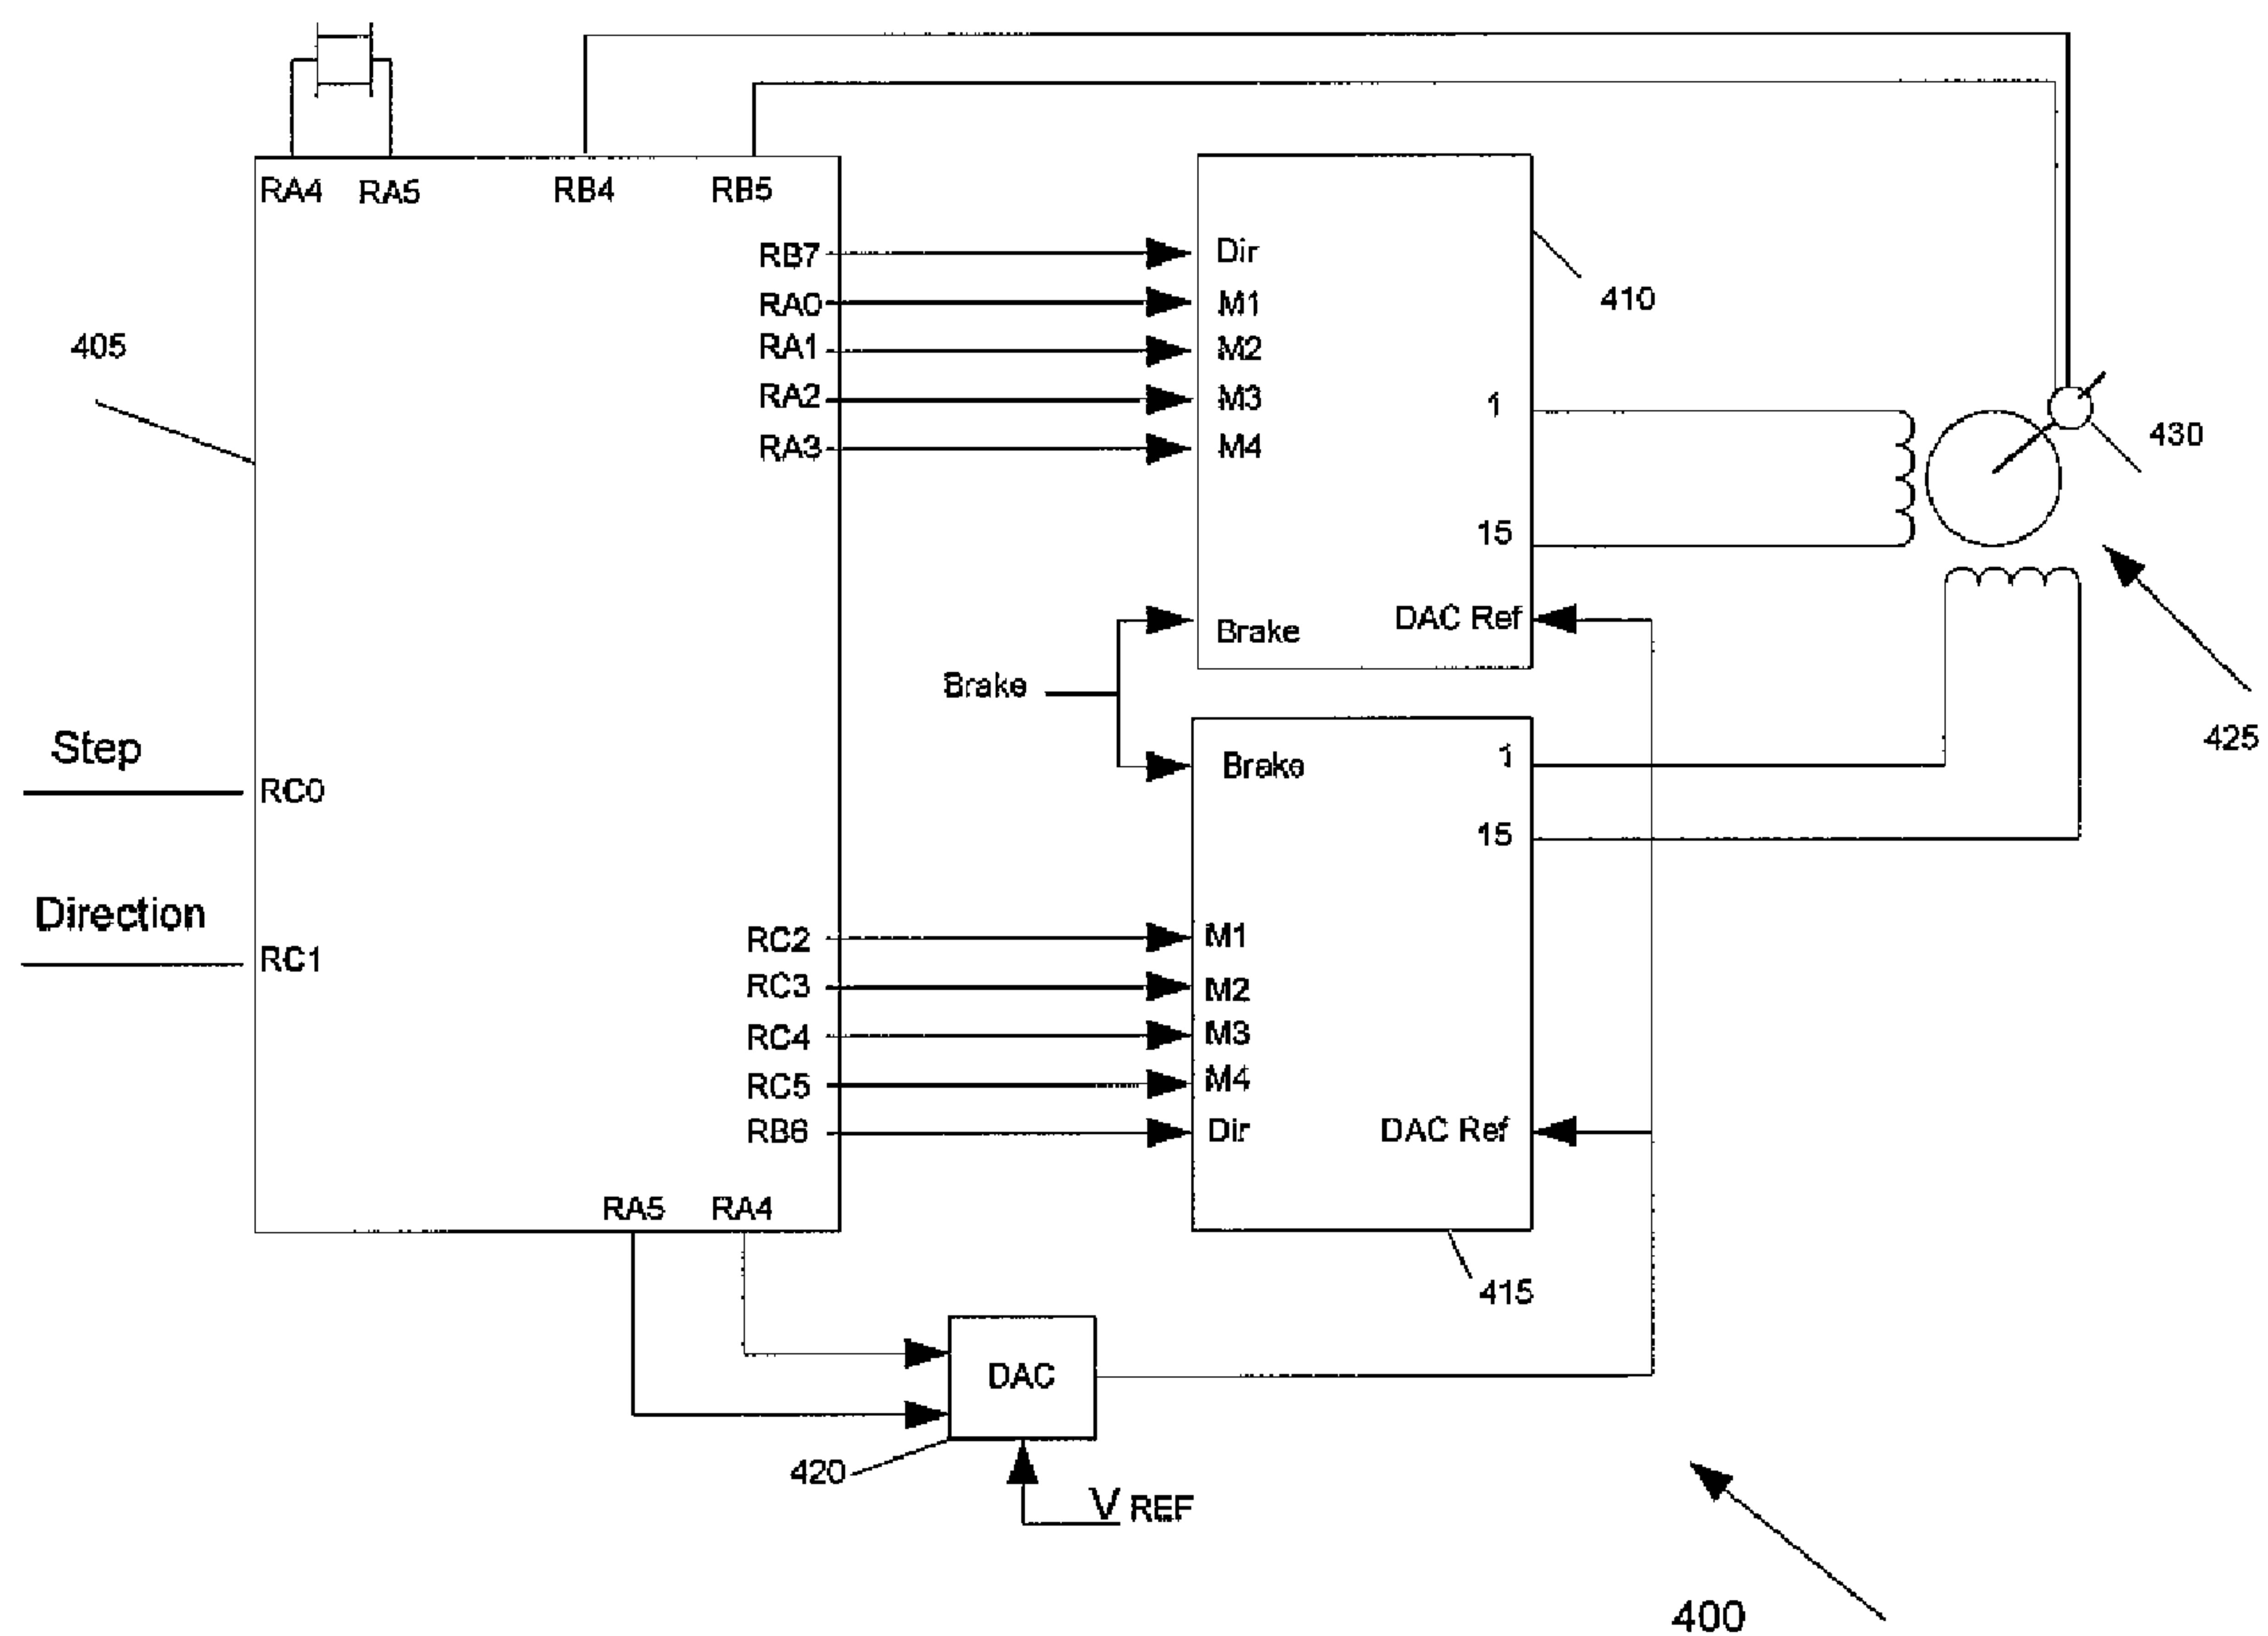 RA4 RA5 RB4 RB5
RB7 Dir
RA0 M1
410
RA1 M2
405
RA2 M3
1
430
RA3 M4
15
Brake DAC Ref
Brake
Step
Brake 1
425
RC0
15
Direction
RC2 M1
RC1
RC3 M2
RC4 M3
RC5 M4
RB6 Dir DAC Ref
RA5 RA4
415
DAC
420
V REF
400